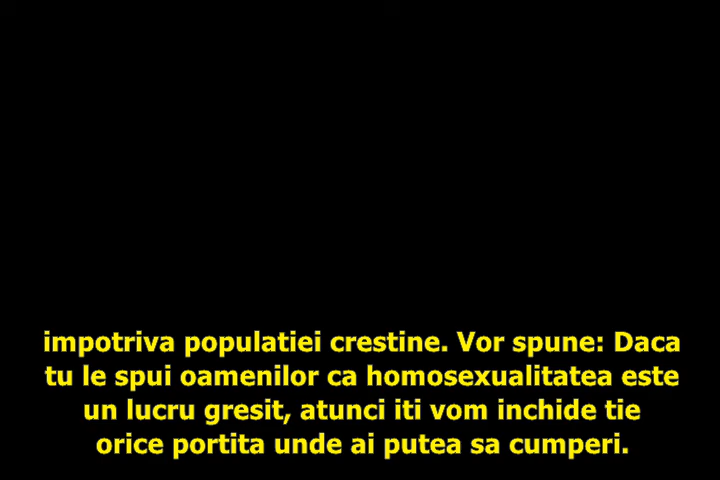 impotriva populatiei crestine. Vor spune: Daca
tu le spui oamenilor ca homosexualitatea este
un lucru gresit, atunci iti vom inchide tie
orice portita unde ai putea sa cumperi.